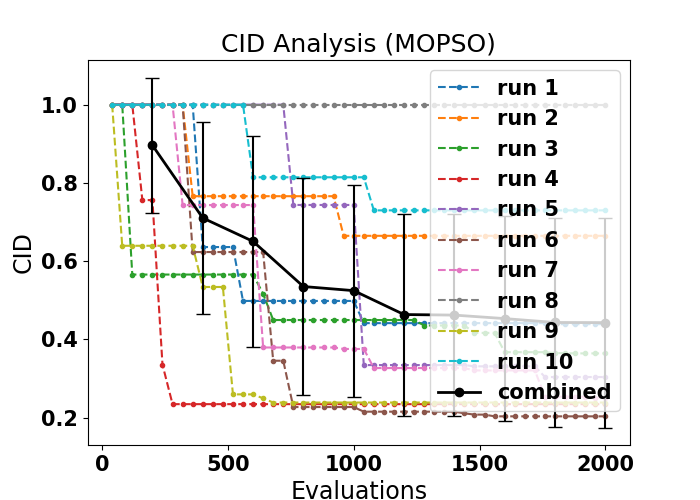 CID Analysis (MOPSO)
1.0
0.8
0.6
0.4
0.2
CID
0
500
1000
1500
2000
Evaluations
run 1
run 2
run 3
run 4
run 5
run 6
run 7
run 8
run 9
run 10
combined